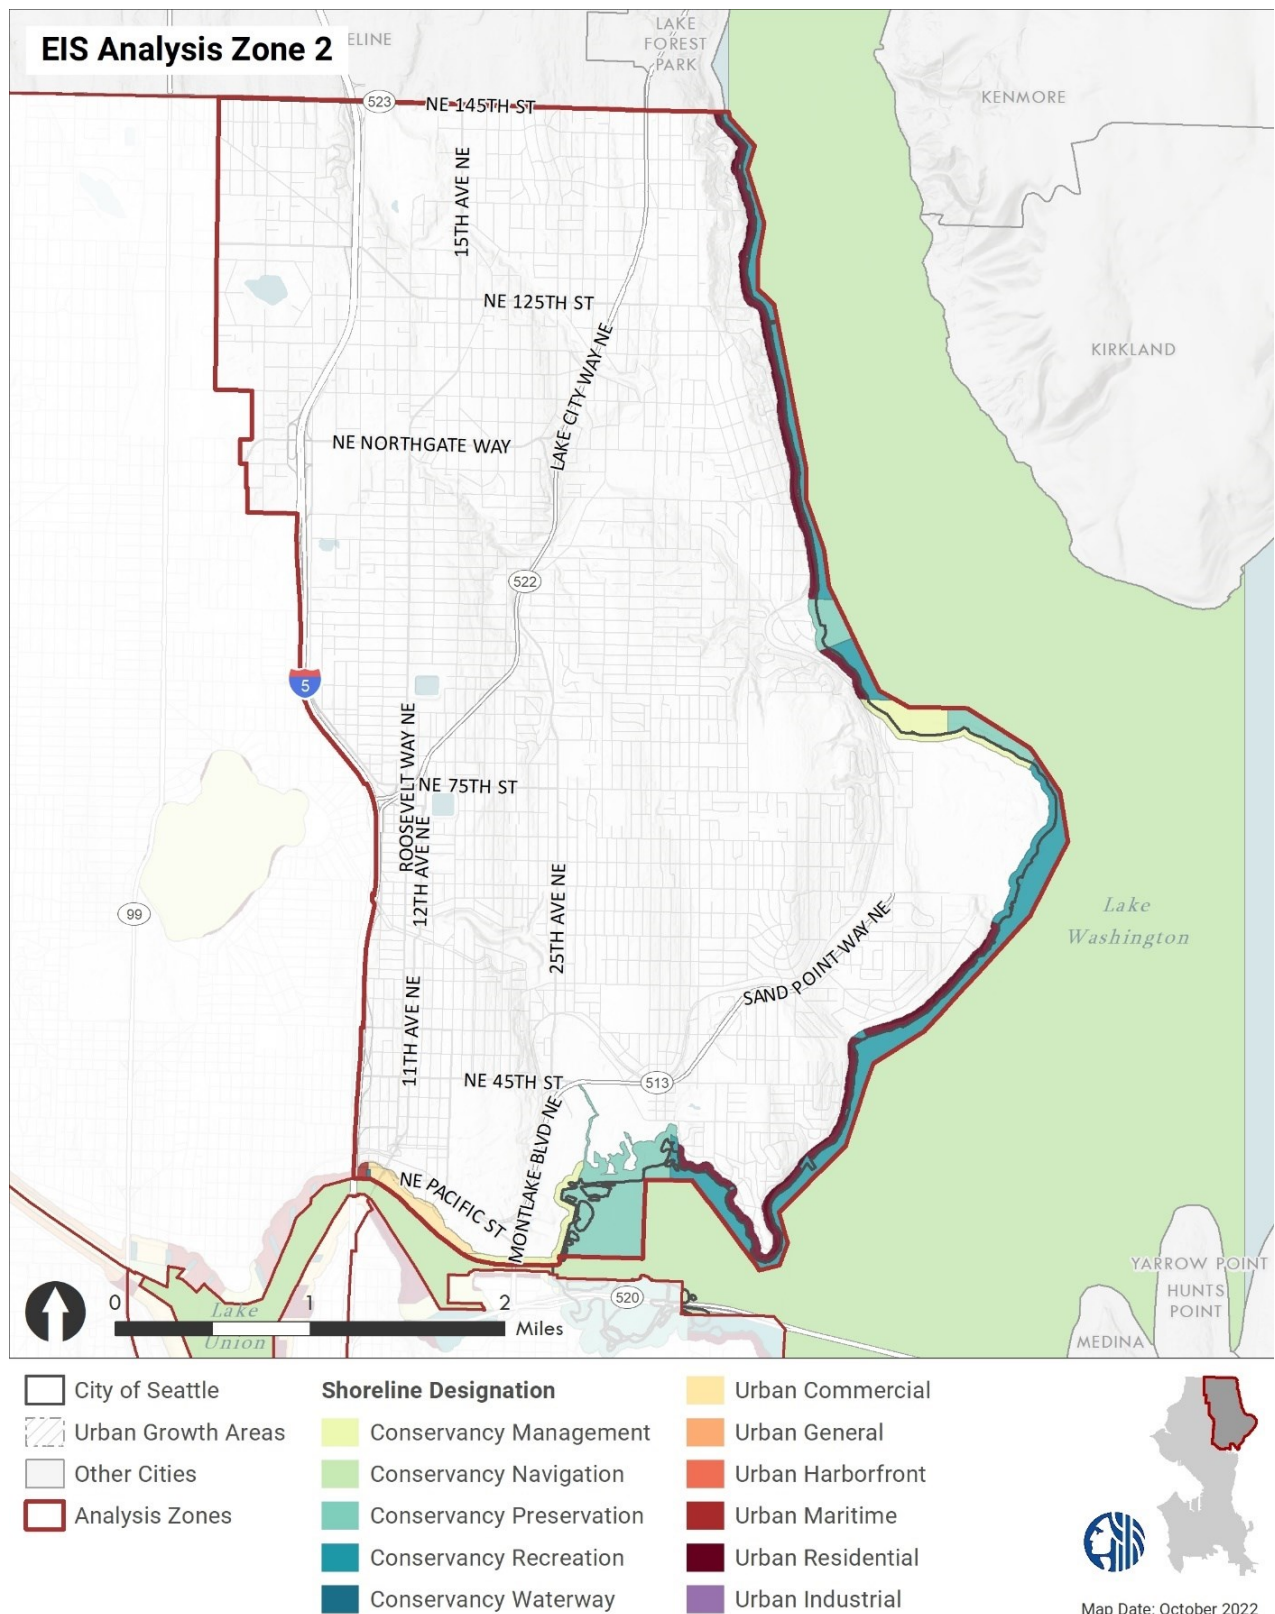 EIS Analysis Zone 2
ELINE
LAKE
FOREST
PARK
KENMORE
523
NE 145TH ST
15TH AVE NE
NE 125TH ST
LAKE CITY WAY NE
KIRKLAND
NE NORTHGATE WAY
522
5
ROOSEVELT WAY NE
NE 75TH ST
12TH AVE NE
25TH AVE NE
99
Lake
Washington
SAND POINT WAY NE
11TH AVE NE
NE 45TH ST
513
MONTLAKE BLVD NE
NE PACIFIC ST
YARROW POINT
HUNTS
POINT
MEDINA
520
Lake
Union
0 1 2
Miles
City of Seattle
Urban Growth Areas
Other Cities
Analysis Zones
Shoreline Designation
Conservancy Management
Conservancy Navigation
Conservancy Preservation
Conservancy Recreation
Conservancy Waterway
Urban Commercial
Urban General
Urban Harborfront
Urban Maritime
Urban Residential
Urban Industrial
Map Date: October 2022